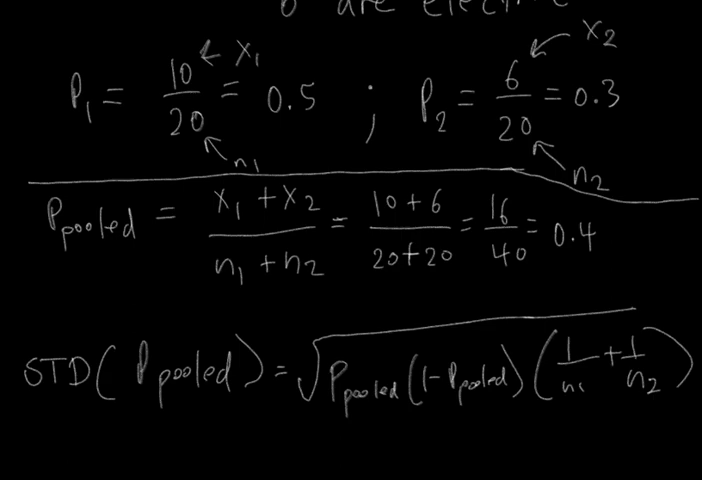 6 are electric
P₁ = 10/20 = 0.5 ; P₂ = 6/20 = 0.3
← x₁
x₂
n₁
n₂
Ppooled = x₁ + x₂ / n₁ + n₂ = 10+6 / 20+20 = 16/40 = 0.4
STD(Ppooled) = √Ppooled(1-Ppooled)(1/n₁ + 1/n₂)